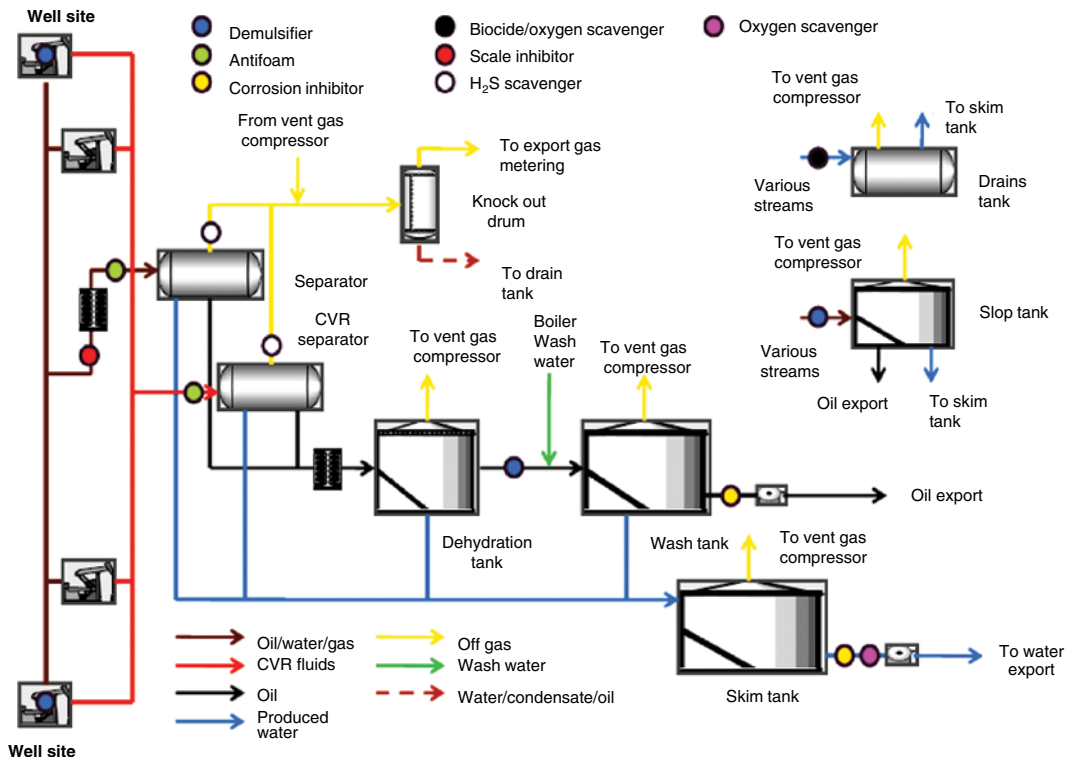 Well site
Demulsifier
Antifoam
Corrosion inhibitor
Biocide/oxygen scavenger
Scale inhibitor
H₂S scavenger
Oxygen scavenger
From vent gas
compressor
To export gas
metering
Knock out
drum
To drain
tank
To vent gas
compressor
To skim
tank
Various
streams
Drains
tank
To vent gas
compressor
Slop tank
Various
streams
Oil export
To skim
tank
Separator
CVR
separator
To vent gas
compressor
Boiler
Wash
water
To vent gas
compressor
Oil export
Dehydration
tank
Wash tank
To vent gas
compressor
Skim tank
To water
export
Oil/water/gas
CVR fluids
Oil
Produced
water
Off gas
Wash water
Water/condensate/oil
Well site